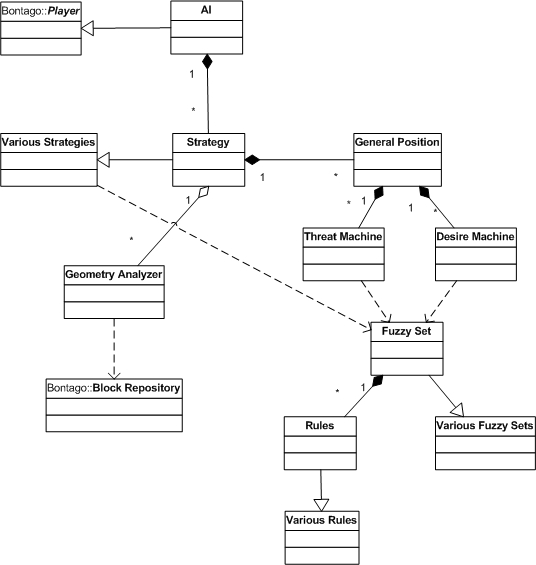 Bontago::Player
AI
1
*
Various Strategies
Strategy
General Position
1
*
1
*
*
1
1
*
Threat Machine
Desire Machine
Geometry Analyzer
Fuzzy Set
Bontago::Block Repository
*
1
Rules
Various Fuzzy Sets
Various Rules